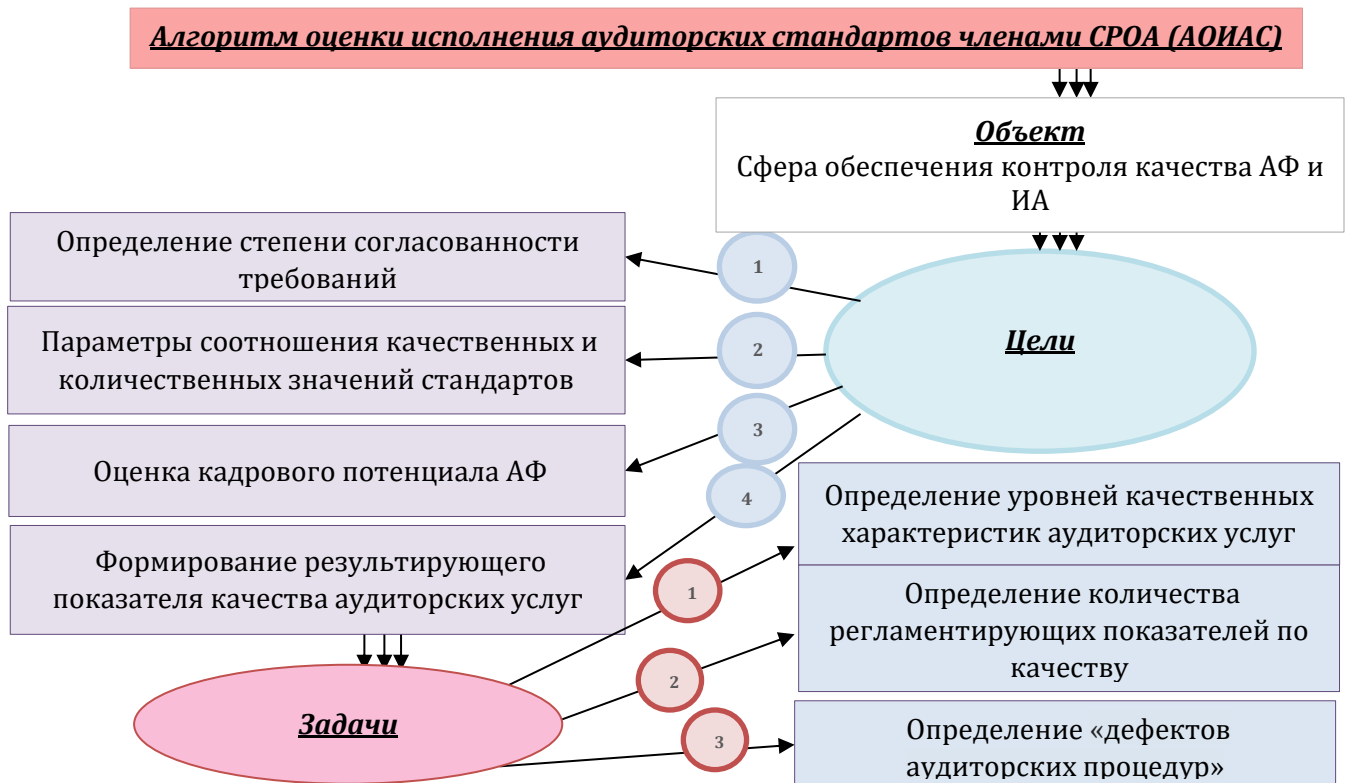 Алгоритм оценки исполнения аудиторских стандартов членами СРОА (АОИАС)
Объект
Сфера обеспечения контроля качества АФ и
ИА
Цели
1
Определение степени согласованности
требований
2
Параметры соотношения качественных и
количественных значений стандартов
3
Оценка кадрового потенциала АФ
4
Формирование результирующего
показателя качества аудиторских услуг
Задачи
1
Определение уровней качественных
характеристик аудиторских услуг
2
Определение количества
регламентирующих показателей по
качеству
3
Определение «дефектов
аудиторских процедур»